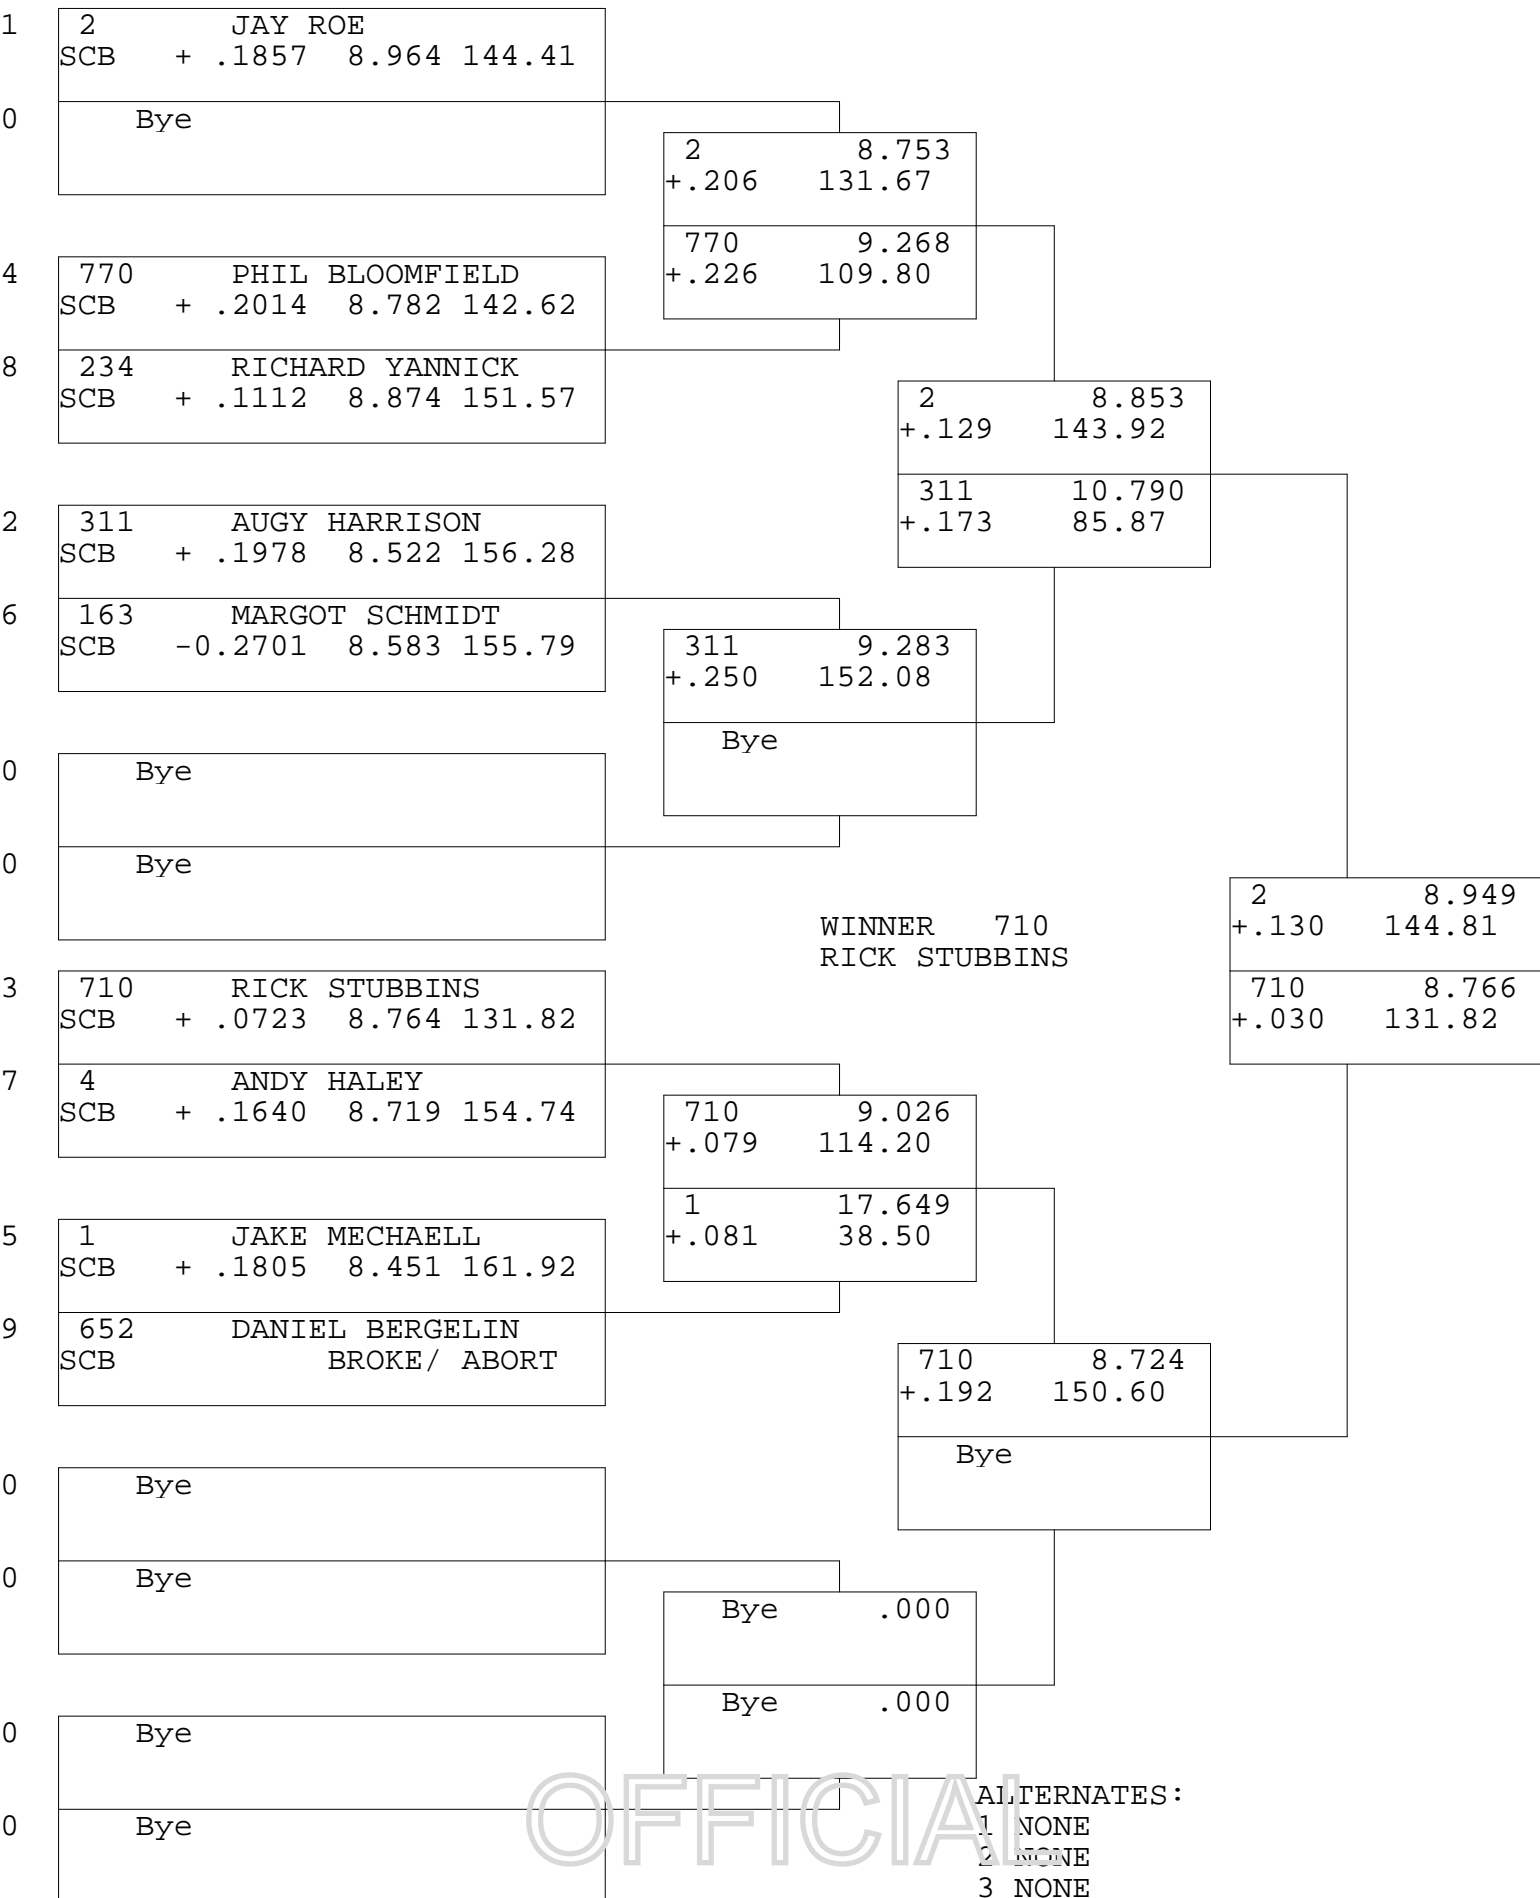 1 2 JAY ROE
SCB + .1857 8.964 144.41
0 Bye
2 8.753
+.206 131.67
770 9.268
+.226 109.80
4 770 PHIL BLOOMFIELD
SCB + .2014 8.782 142.62
8 234 RICHARD YANNICK
SCB + .1112 8.874 151.57
2 8.853
+.129 143.92
311 10.790
+.173 85.87
2 311 AUGY HARRISON
SCB + .1978 8.522 156.28
6 163 MARGOT SCHMIDT
SCB -0.2701 8.583 155.79
311 9.283
+.250 152.08
Bye
0 Bye
0 Bye
2 8.949
+.130 144.81
710 8.766
+.030 131.82
WINNER 710
RICK STUBBINS
3 710 RICK STUBBINS
SCB + .0723 8.764 131.82
7 4 ANDY HALEY
SCB + .1640 8.719 154.74
710 9.026
+.079 114.20
1 17.649
+.081 38.50
5 1 JAKE MECHAELL
SCB + .1805 8.451 161.92
9 652 DANIEL BERGELIN
SCB BROKE/ ABORT
710 8.724
+.192 150.60
Bye
0 Bye
0 Bye
Bye .000
Bye .000
0 Bye
0 Bye
OFFICIAL
ALTERNATES:
1 NONE
2 NONE
3 NONE